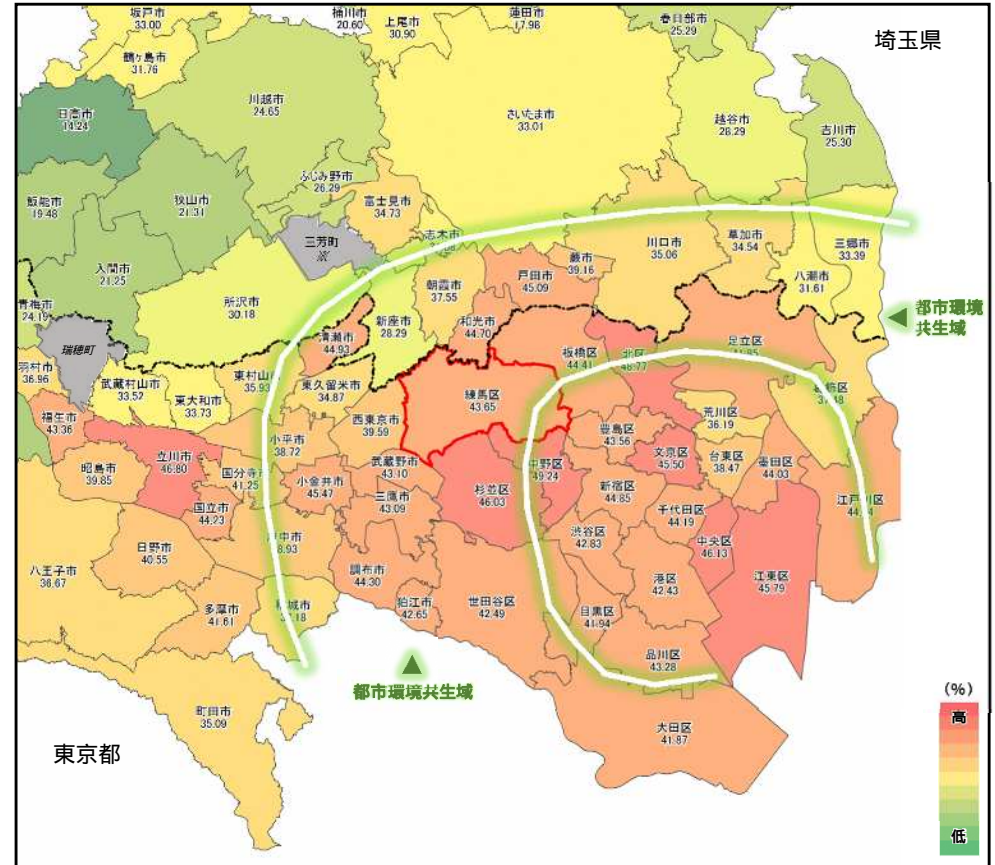 坂戸市
33.00
桶川市
20.60
上尾市
30.90
蓮田市
17.98
春日部市
25.29
埼玉県
鶴ヶ島市
31.76
日高市
14.24
川越市
24.65
さいたま市
33.01
越谷市
28.29
吉川市
25.30
飯能市
19.48
狭山市
21.31
ふじみ野市
26.29
富士見市
34.73
三芳町
※
志木市
川口市
35.06
草加市
34.54
三郷市
33.39
入間市
21.25
蕨市
39.16
戸田市
45.09
八潮市
31.61
青梅市
24.19
所沢市
30.18
朝霞市
37.55
新座市
28.29
和光市
44.70
清瀬市
44.93
都市環境
共生域
瑞穂町
板橋区
44.41
北区
46.77
足立区
羽村市
36.96
武蔵村山市
33.52
東大和市
33.73
東村山市
35.93
東久留米市
34.87
練馬区
43.65
西東京市
39.59
荒川区
36.19
福生市
43.36
立川市
46.80
小平市
38.72
豊島区
43.56
文京区
45.50
台東区
38.47
墨田区
44.03
昭島市
39.85
国分寺市
41.25
小金井市
45.47
武蔵野市
43.10
三鷹市
43.09
杉並区
46.03
中野区
49.24
新宿区
44.85
千代田区
44.19
江戸川区
国立市
44.23
日野市
40.55
渋谷区
42.83
中央区
46.13
江東区
45.79
八王子市
36.67
調布市
44.30
狛江市
42.65
世田谷区
42.49
港区
42.43
多摩市
41.61
目黒区
41.94
品川区
43.28
都市環境共生域
町田市
35.09
大田区
41.87
東京都
(%)
高
低